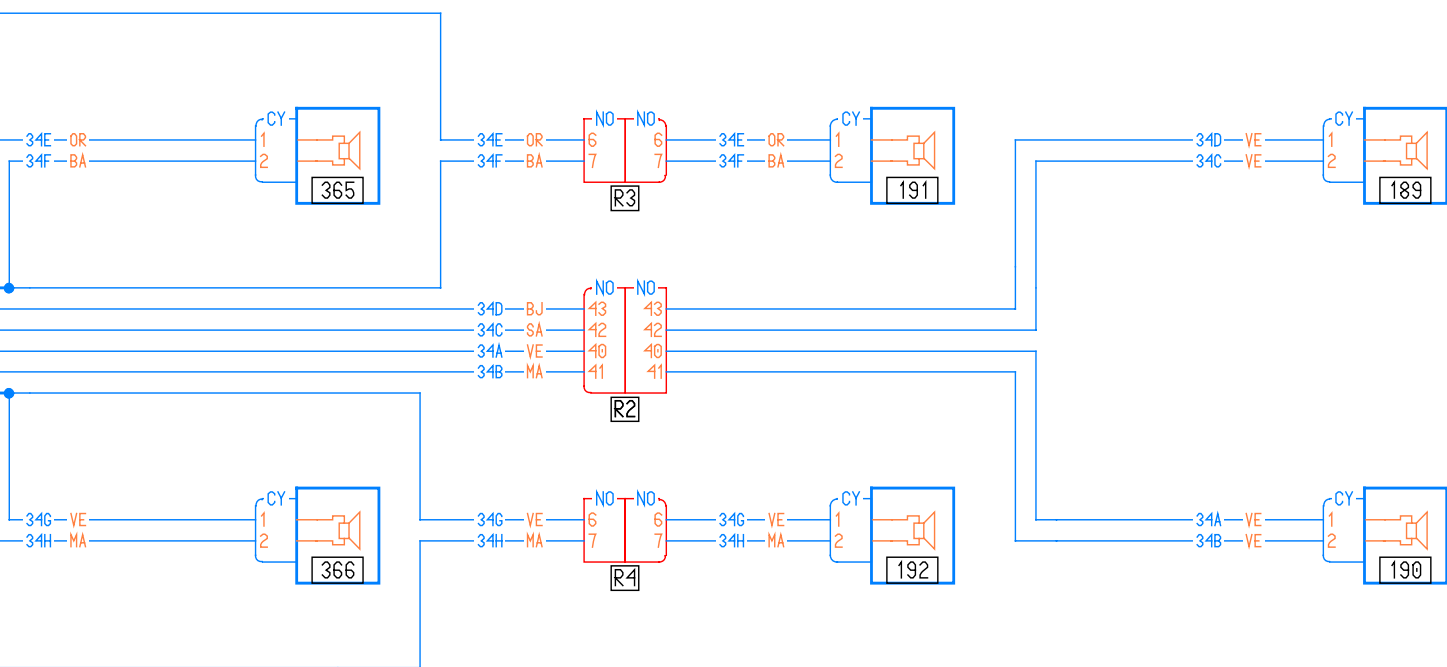 CY NO NO CY CY
34E OR 1 34E OR 6 6 34E OR 1 34D VE 1
34F BA 2 34F BA 7 7 34F BA 2 34C VE 2
365 R3 191 189
NO NO
34D BJ 43 43
34C SA 42 42
34A VE 40 40
34B MA 41 41
R2
CY NO NO CY CY
34G VE 1 34G VE 6 6 34G VE 1 34A VE 1
34H MA 2 34H MA 7 7 34H MA 2 34B VE 2
366 R4 192 190